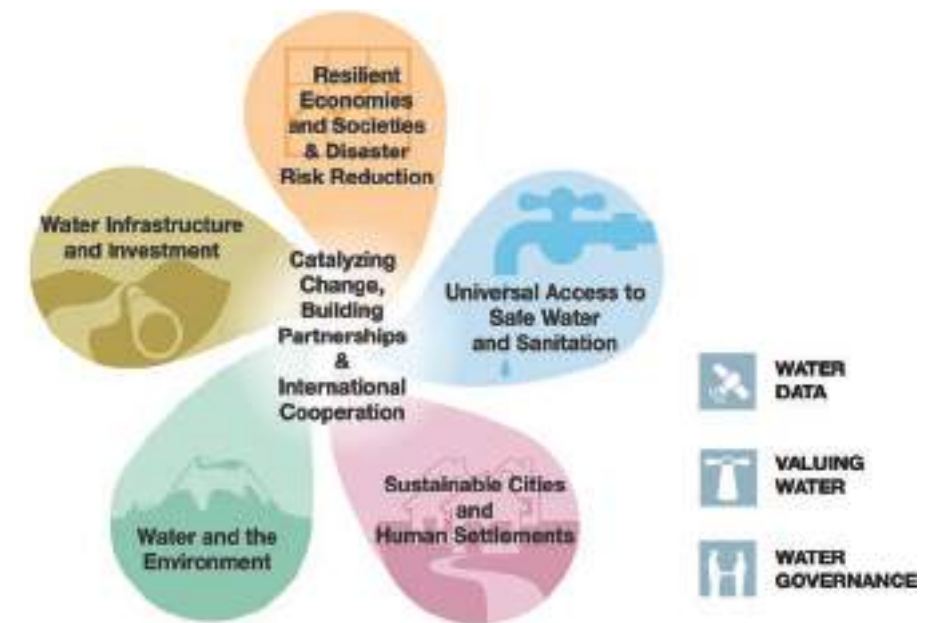 Resilient
Economies
and Societies
& Disaster
Risk Reduction
Water Infrastructure
and Investment
Catalyzing
Change,
Building
Partnerships
&
International
Cooperation
Universal Access to
Safe Water
and Sanitation
Sustainable Cities
and
Human Settlements
Water and the
Environment
WATER
DATA
VALUING
WATER
WATER
GOVERNANCE